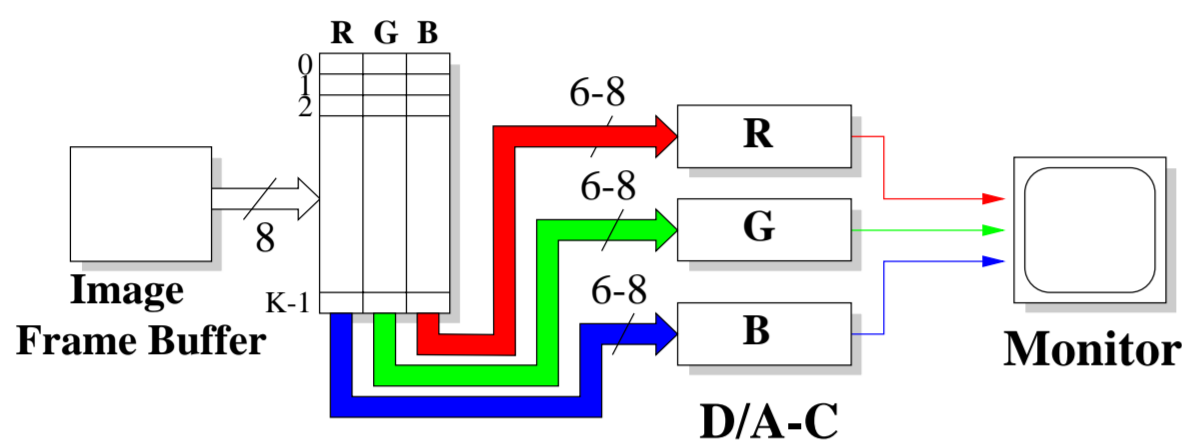 R G B
0
1
2
K-1
8
Image
Frame Buffer
6-8
6-8
6-8
R
G
B
D/A-C
Monitor